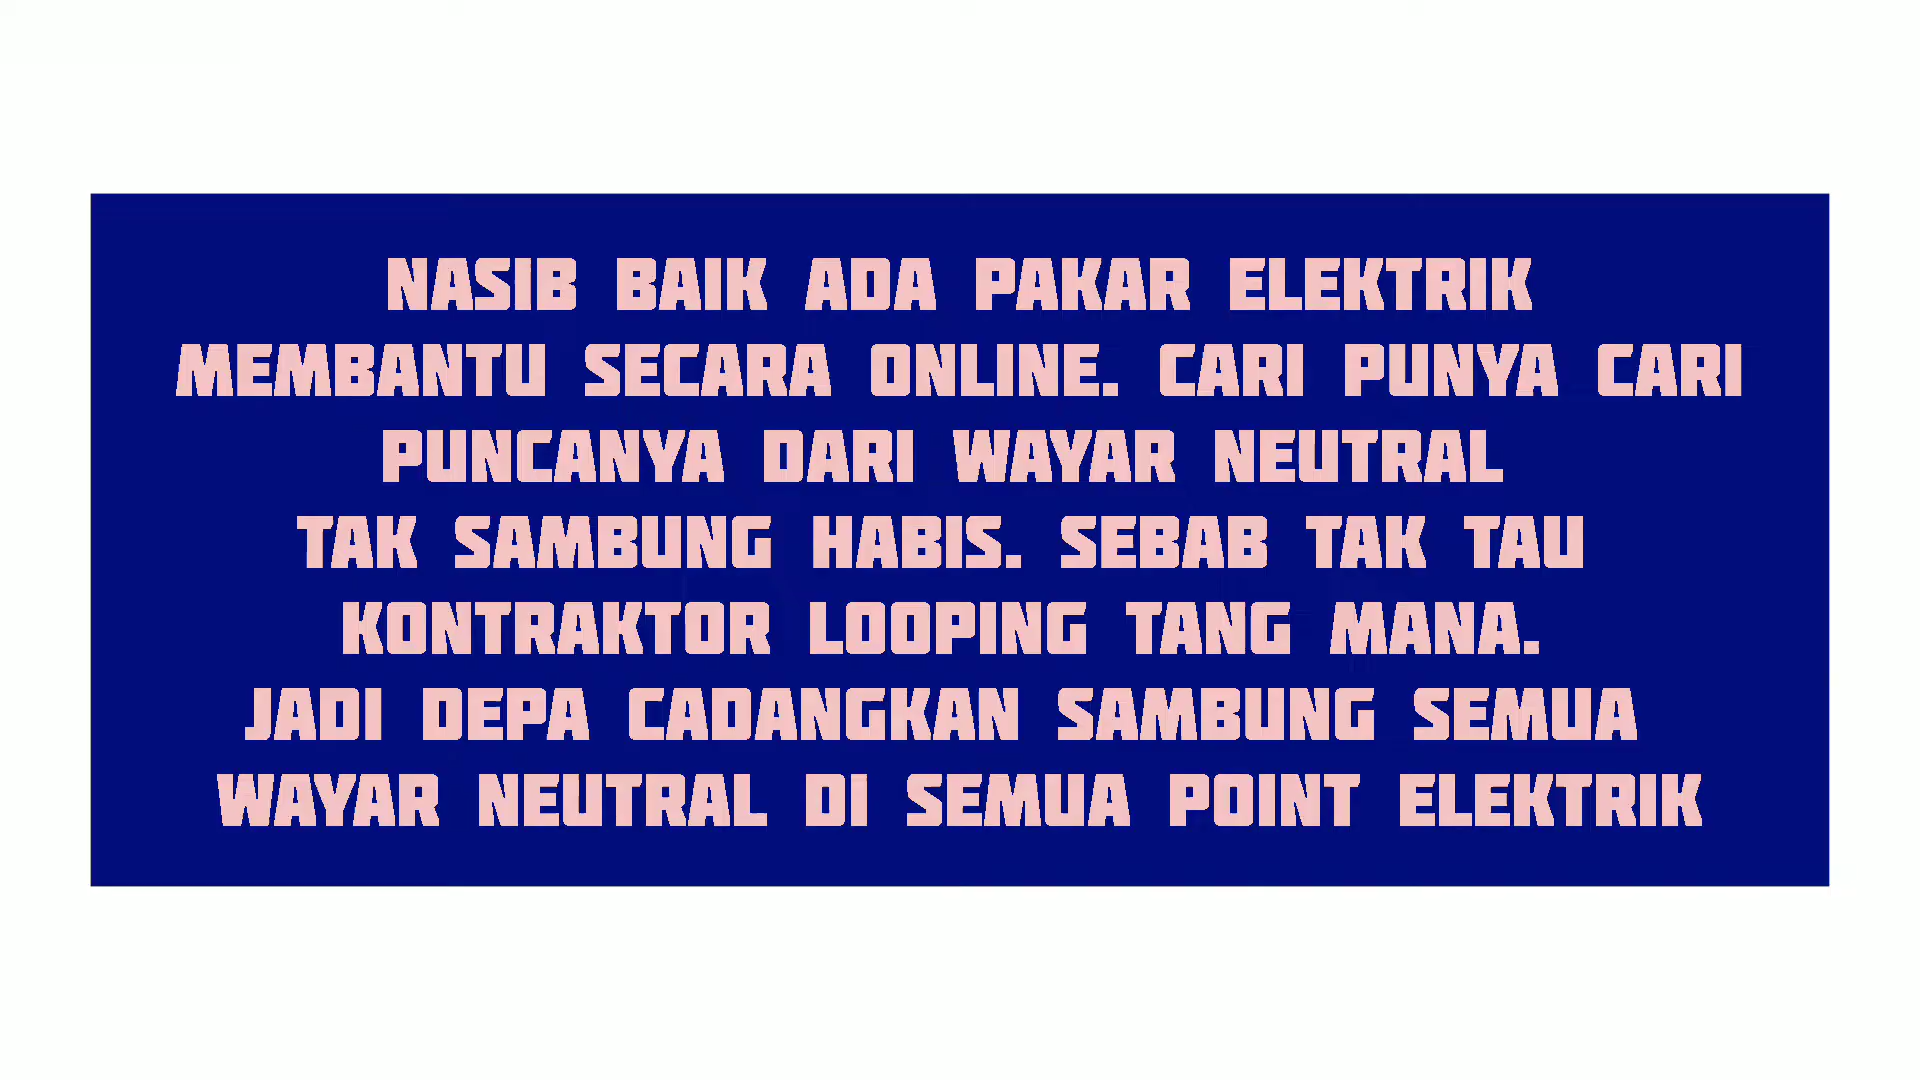 NASIB BAIK ADA PAKAR ELEKTRIK
MEMBANTU SECARA ONLINE. CARI PUNYA CARI
PUNCANYA DARI WAYAR NEUTRAL
TAK SAMBUNG HABIS. SEBAB TAK TAU
KONTRAKTOR LOOPING TANG MANA.
JADI DEPA CADANGKAN SAMBUNG SEMUA
WAYAR NEUTRAL DI SEMUA POINT ELEKTRIK